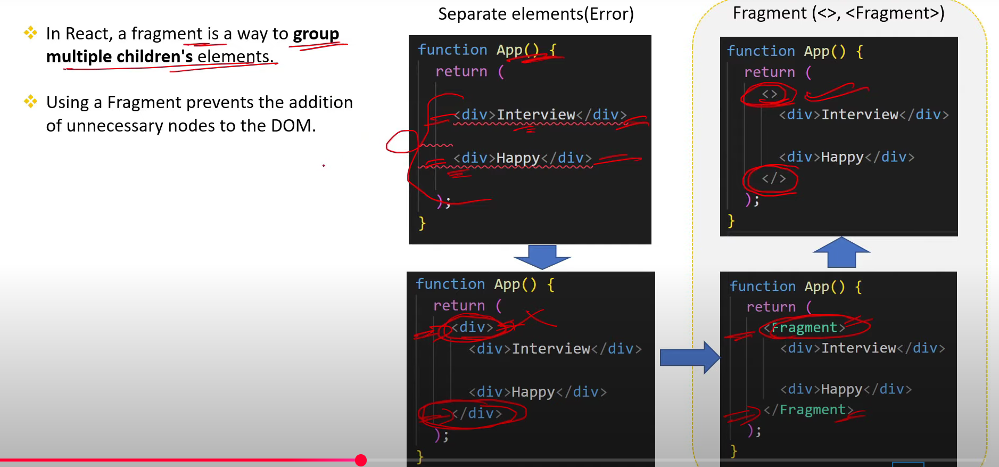 In React, a fragment is a way to group
multiple children's elements.
Using a Fragment prevents the addition
of unnecessary nodes to the DOM.
Separate elements(Error)
function App() {
return (
<div>Interview</div>
<div>Happy</div>
);
}
function App() {
return (
<div>
<div>Interview</div>
<div>Happy</div>
</div>
);
}
Fragment (<>, <Fragment>)
function App() {
return (
<>
<div>Interview</div>
<div>Happy</div>
</>
);
}
function App() {
return (
<Fragment>
<div>Interview</div>
<div>Happy</div>
</Fragment>
);
}